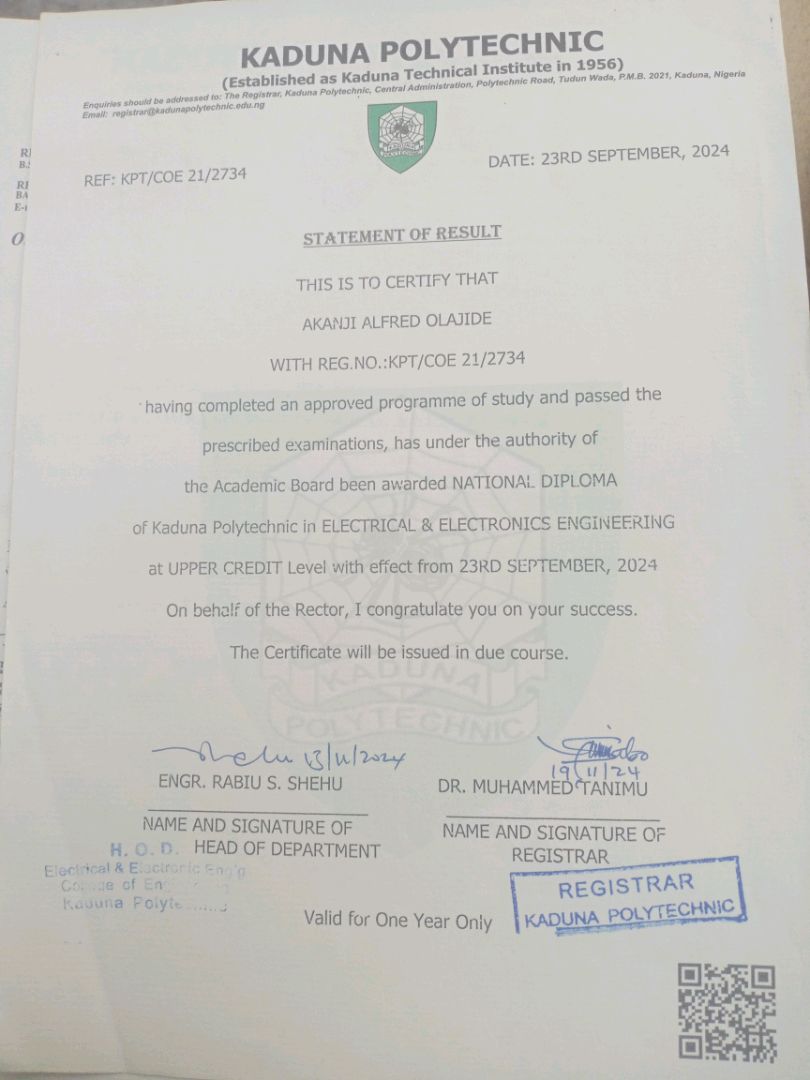 KADUNA POLYTECHNIC
(Established as Kaduna Technical Institute in 1956)
Enquiries should be addressed to: The Registrar, Kaduna Polytechnic, Central Administration, Polytechnic Road, Tudun Wada, P.M.B. 2021, Kaduna, Nigeria
Email: registrar@kadunapolytechnic.edu.ng
REF: KPT/COE 21/2734
DATE: 23RD SEPTEMBER, 2024
STATEMENT OF RESULT
THIS IS TO CERTIFY THAT
AKANJI ALFRED OLAJIDE
WITH REG.NO.:KPT/COE 21/2734
having completed an approved programme of study and passed the
prescribed examinations, has under the authority of
the Academic Board been awarded NATIONAL DIPLOMA
of Kaduna Polytechnic in ELECTRICAL & ELECTRONICS ENGINEERING
at UPPER CREDIT Level with effect from 23RD SEPTEMBER, 2024
On behalf of the Rector, I congratulate you on your success.
The Certificate will be issued in due course.
KADUNA
POLYTECHNIC
13/11/2024
19/11/24
ENGR. RABIU S. SHEHU
DR. MUHAMMED TANIMU
NAME AND SIGNATURE OF
HEAD OF DEPARTMENT
NAME AND SIGNATURE OF
REGISTRAR
H. O. D.
Electrical & Electronic Eng'g
of
Kaduna
REGISTRAR
KADUNA POLYTECHNIC
Valid for One Year Only